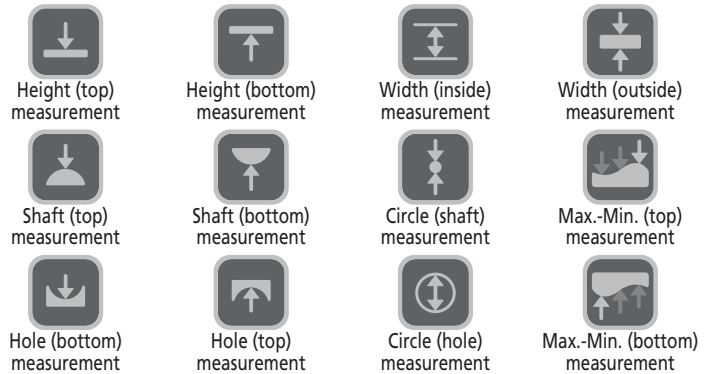 Height (top)
measurement
Height (bottom)
measurement
Width (inside)
measurement
Width (outside)
measurement
Shaft (top)
measurement
Shaft (bottom)
measurement
Circle (shaft)
measurement
Max.-Min. (top)
measurement
Hole (bottom)
measurement
Hole (top)
measurement
Circle (hole)
measurement
Max.-Min. (bottom)
measurement